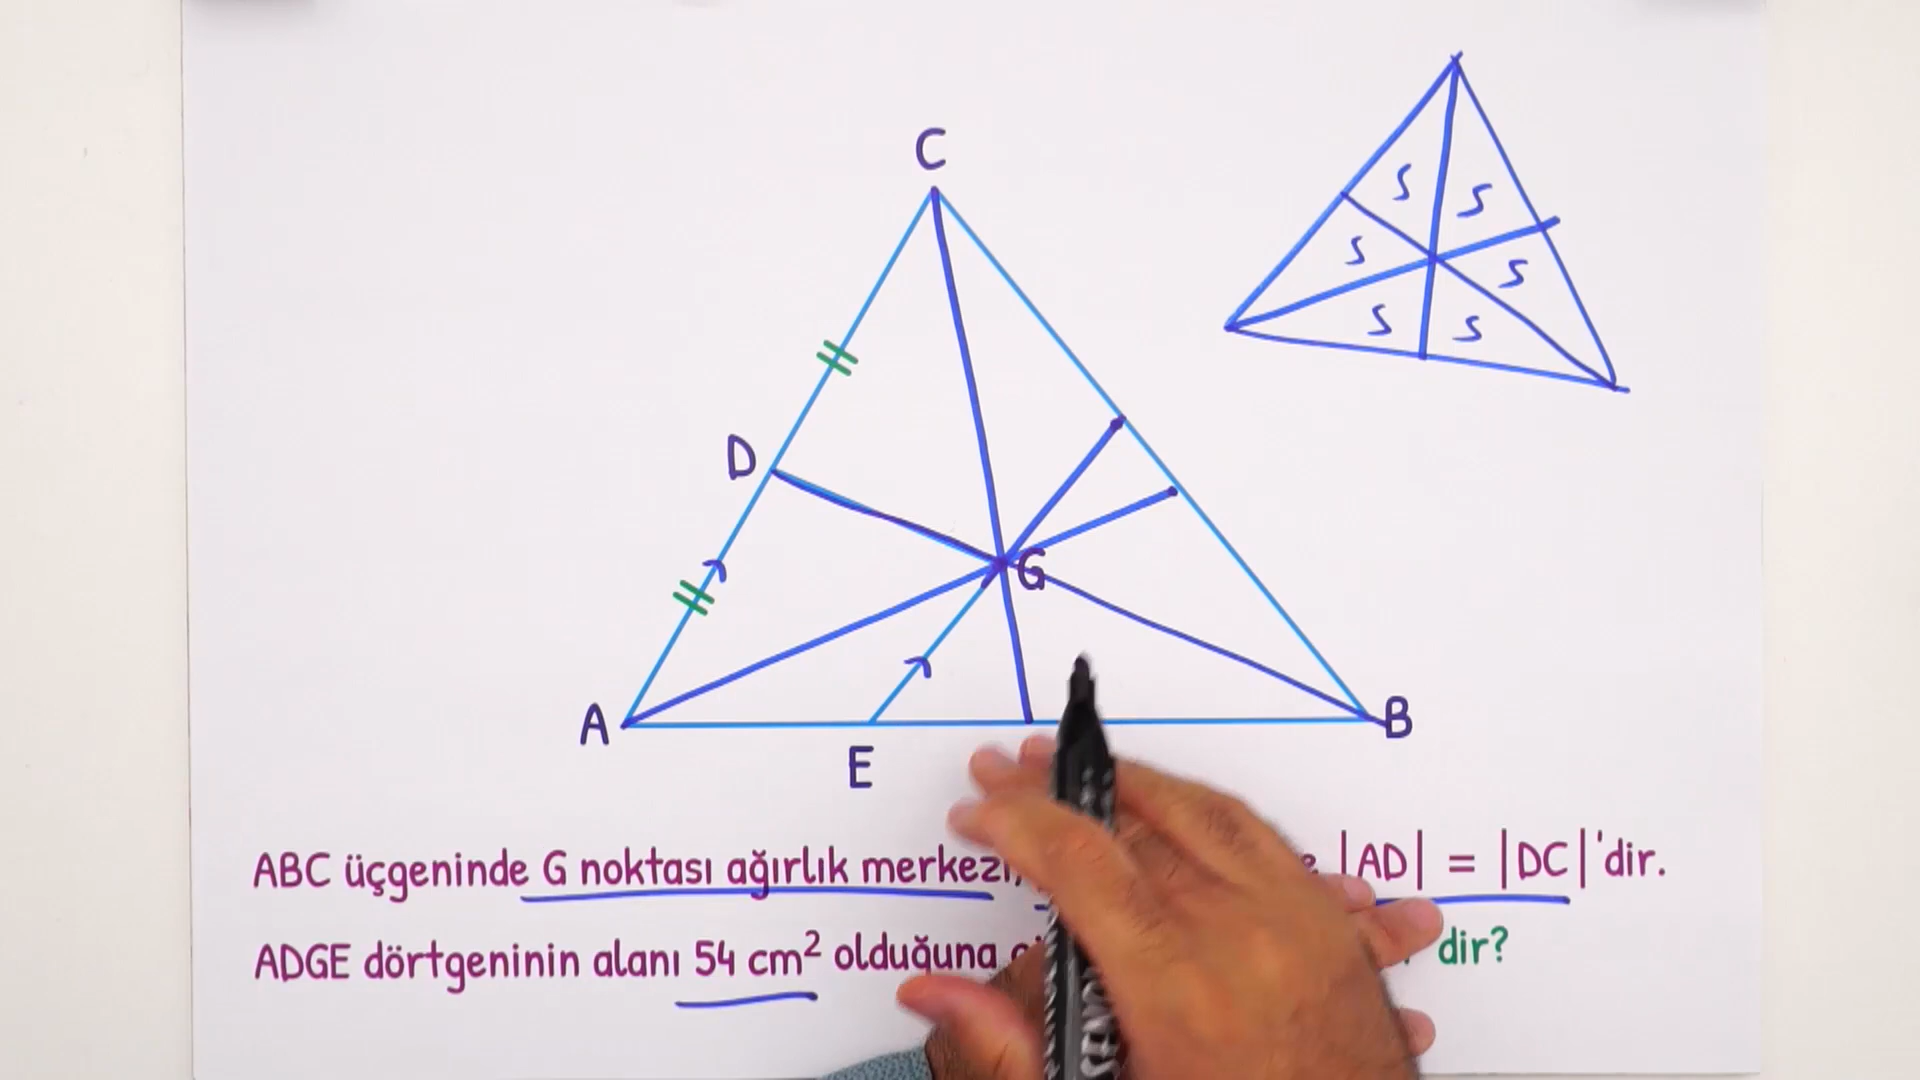 C
S S
S S
S S
D
G
A
B
E
ABC üçgeninde G noktası ağırlık merkezi, |AD| = |DC|'dir.
ADGE dörtgeninin alanı 54 cm² olduğuna dir?